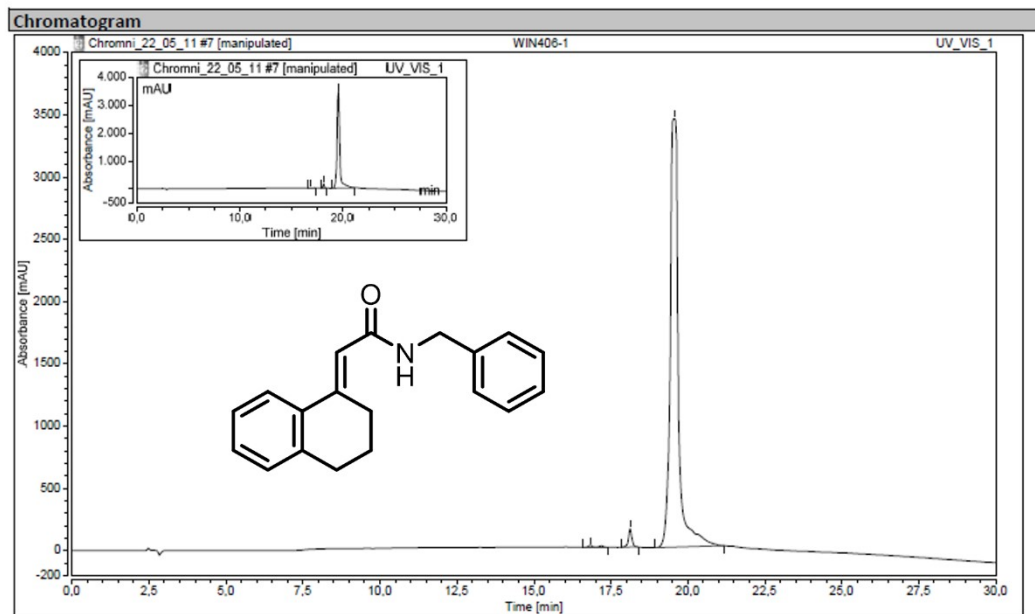 Chromatogram
Chromni_22_05_11 #7 [manipulated] WIN406-1 UV_VIS_1
Absorbance [mAU]
4000
3500
3000
2500
2000
1500
1000
500
0
-200
Chromni_22_05_11 #7 [manipulated] UV_VIS_1
mAU
Absorbance [mAU]
4.000
3.000
2.000
1.000
-500
0,0 10,0 20,0 30,0
Time [min]
O
N
H
0,0 2,5 5,0 7,5 10,0 12,5 15,0 17,5 20,0 22,5 25,0 27,5 30,0
Time [min]